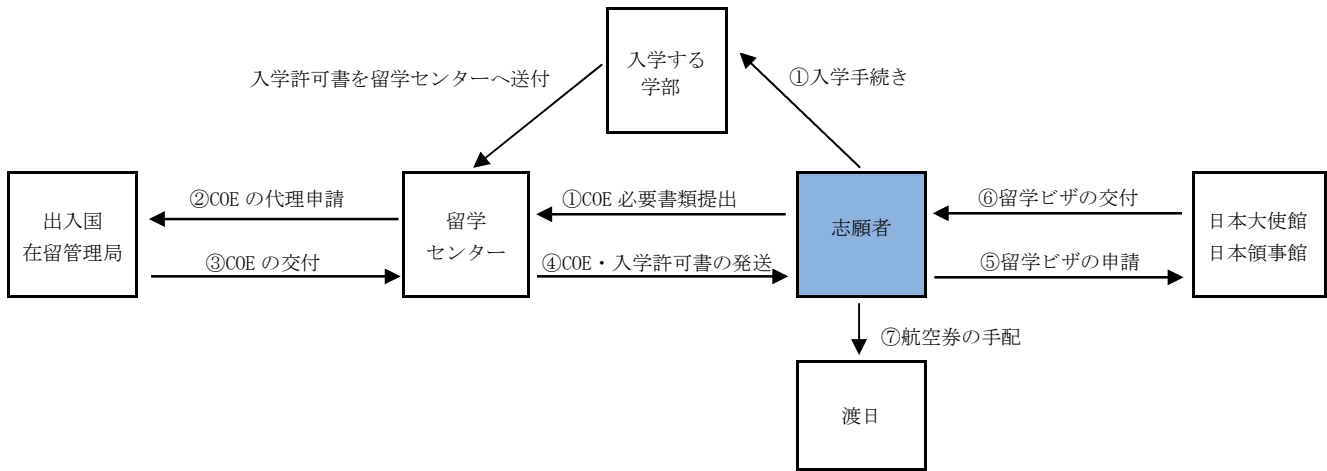 入学する
学部
入学許可書を留学センターへ送付
①入学手続き
出入国
在留管理局
②COE の代理申請
③COE の交付
留学
センター
①COE 必要書類提出
④COE・入学許可書の発送
志願者
⑥留学ビザの交付
⑤留学ビザの申請
日本大使館
日本領事館
⑦航空券の手配
渡日